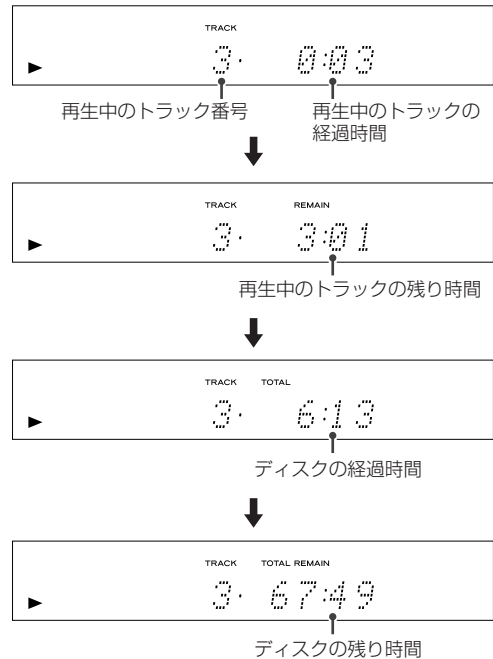 TRACK
3. 0:03
再生中のトラック番号
再生中のトラックの
経過時間
TRACK REMAIN
3. 3:01
再生中のトラックの残り時間
TRACK TOTAL
3. 6:13
ディスクの経過時間
TRACK TOTAL REMAIN
3. 67:49
ディスクの残り時間